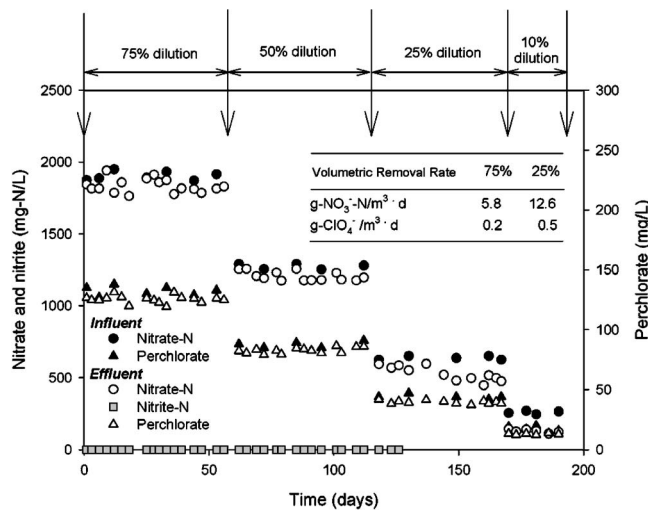 75% dilution 50% dilution 25% dilution 10% dilution
2500 300
Volumetric Removal Rate 75% 25%
g-NO₃⁻-N/m³ · d 5.8 12.6
g-ClO₄⁻ /m³ · d 0.2 0.5
2000 250
200
1500
150
1000
Influent
Nitrate-N
Perchlorate
100
500
Effluent
Nitrate-N
Nitrite-N
Perchlorate
50
0 0
0 50 100 150 200
Time (days)
Nitrate and nitrite (mg-N/L)
Perchlorate (mg/L)